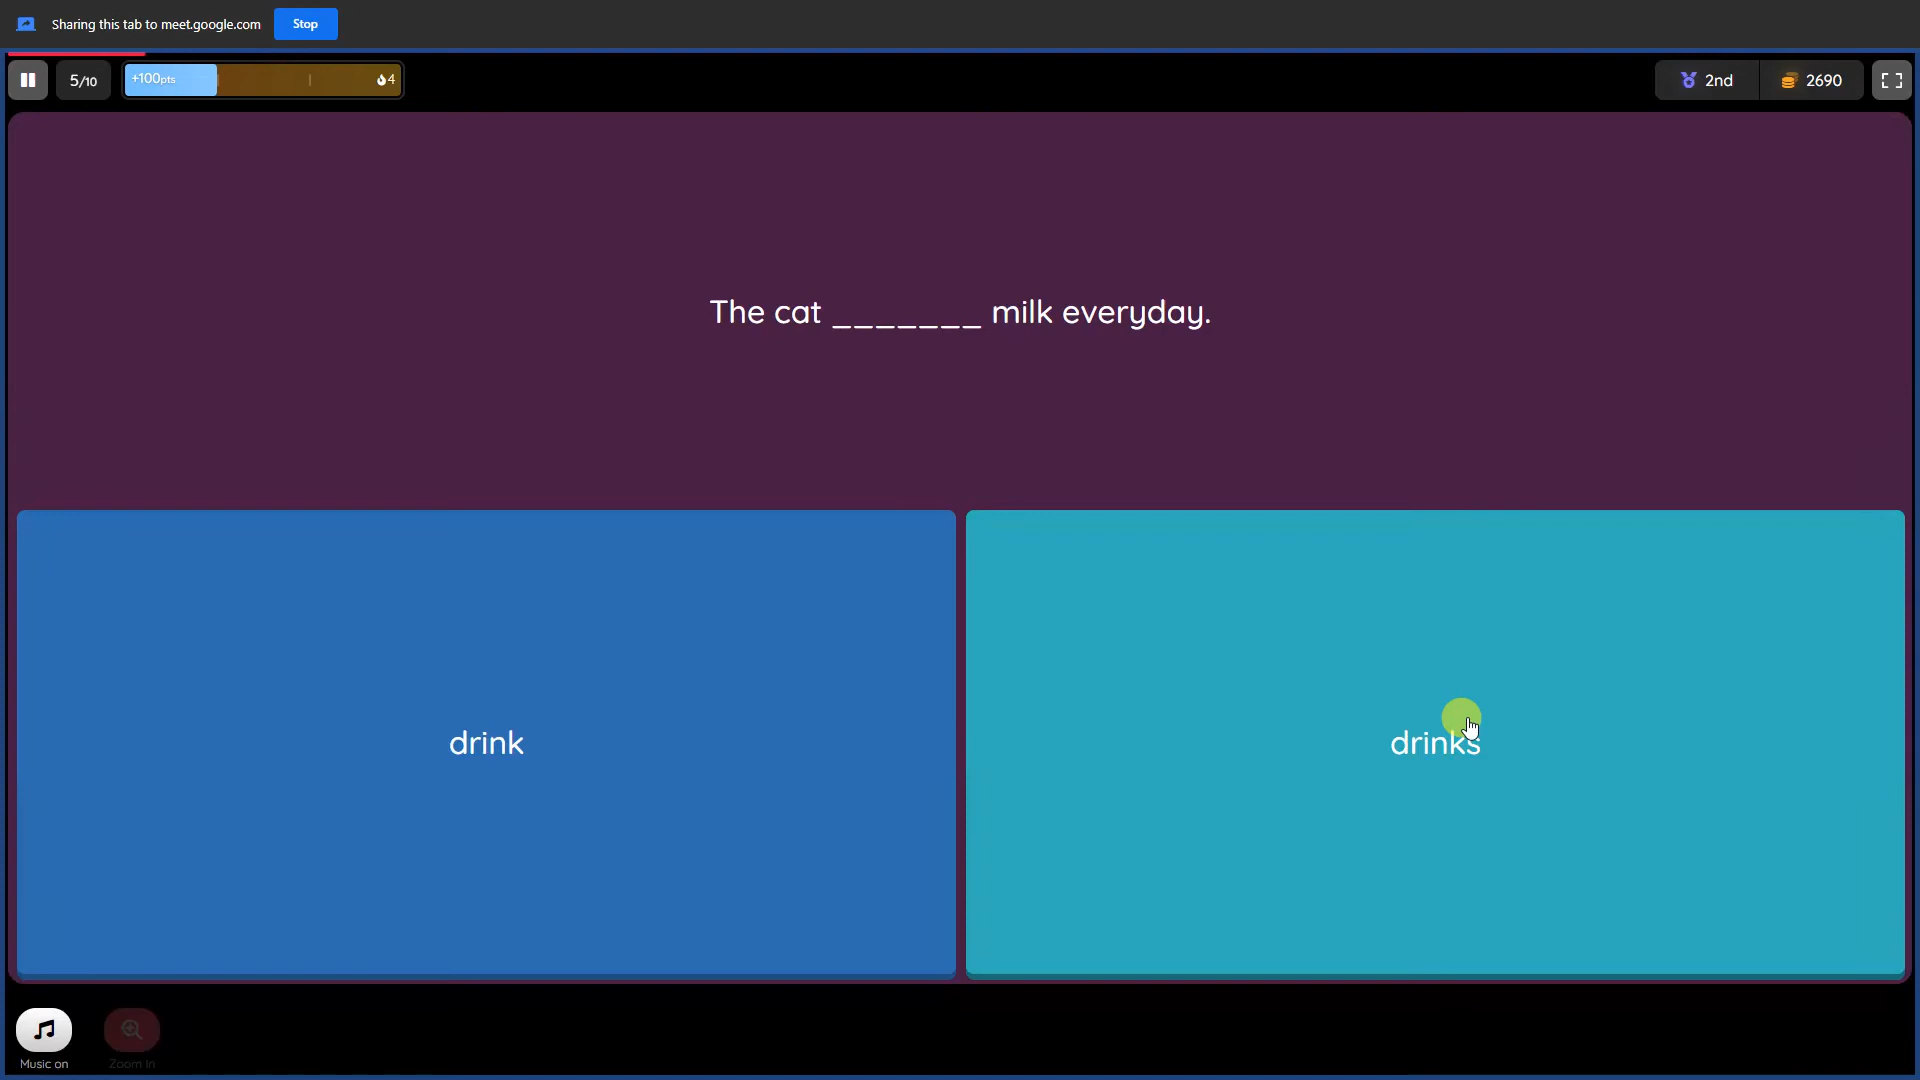 Sharing this tab to meet.google.com Stop
5/10 +100pts 4 2nd 2690
The cat _______ milk everyday.
drink drinks
Music on Zoom in